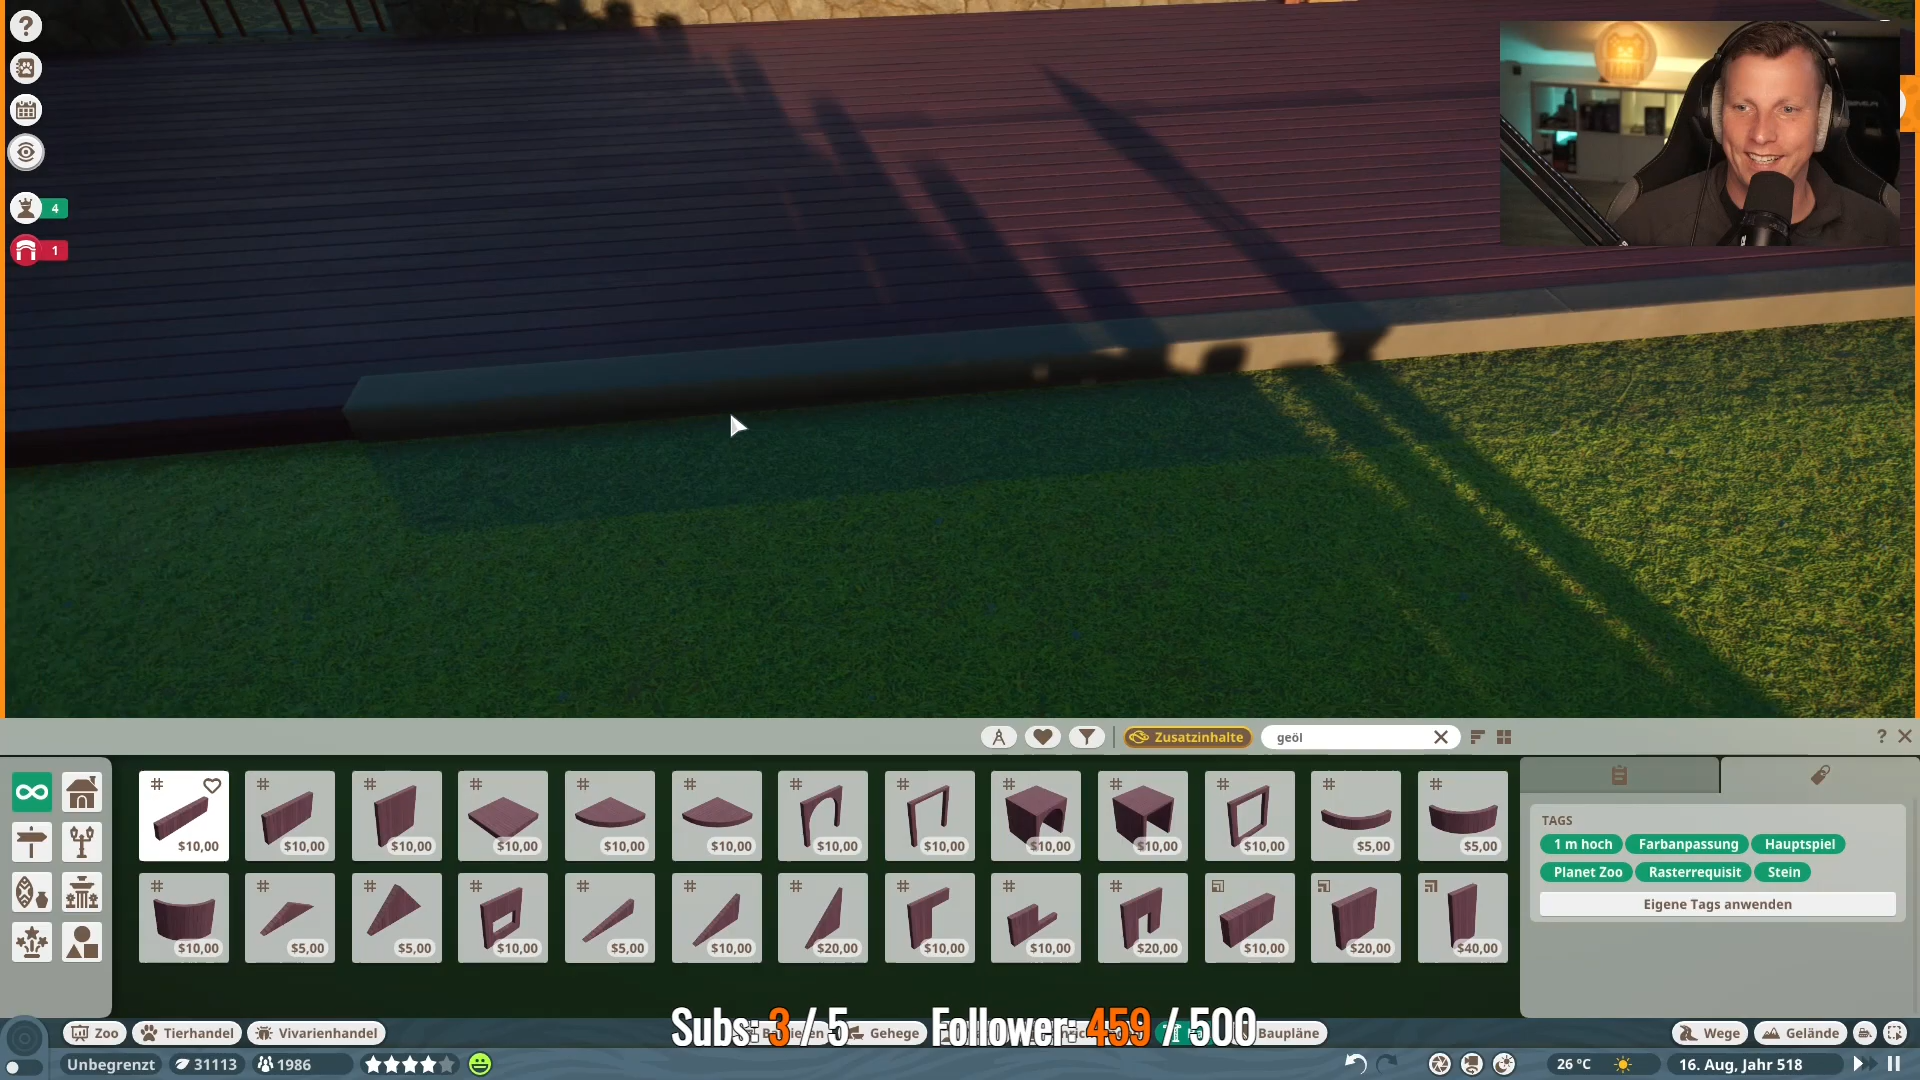 4
1
Zusatzinhalte
geöl
$10,00 $10,00 $10,00 $10,00 $10,00 $10,00 $10,00 $10,00 $10,00 $10,00 $10,00 $5,00 $5,00
$10,00 $5,00 $5,00 $10,00 $5,00 $10,00 $20,00 $10,00 $10,00 $20,00 $10,00 $20,00 $40,00
TAGS
1 m hoch Farbanpassung Hauptspiel
Planet Zoo Rasterrequisit Stein
Eigene Tags anwenden
Subs: 3 / 5 Follower: 459 / 500
Zoo Tierhandel Vivarienhandel Gehege Baupläne Wege Gelände
Unbegrenzt 31113 1986 26 °C 16. Aug, Jahr 518